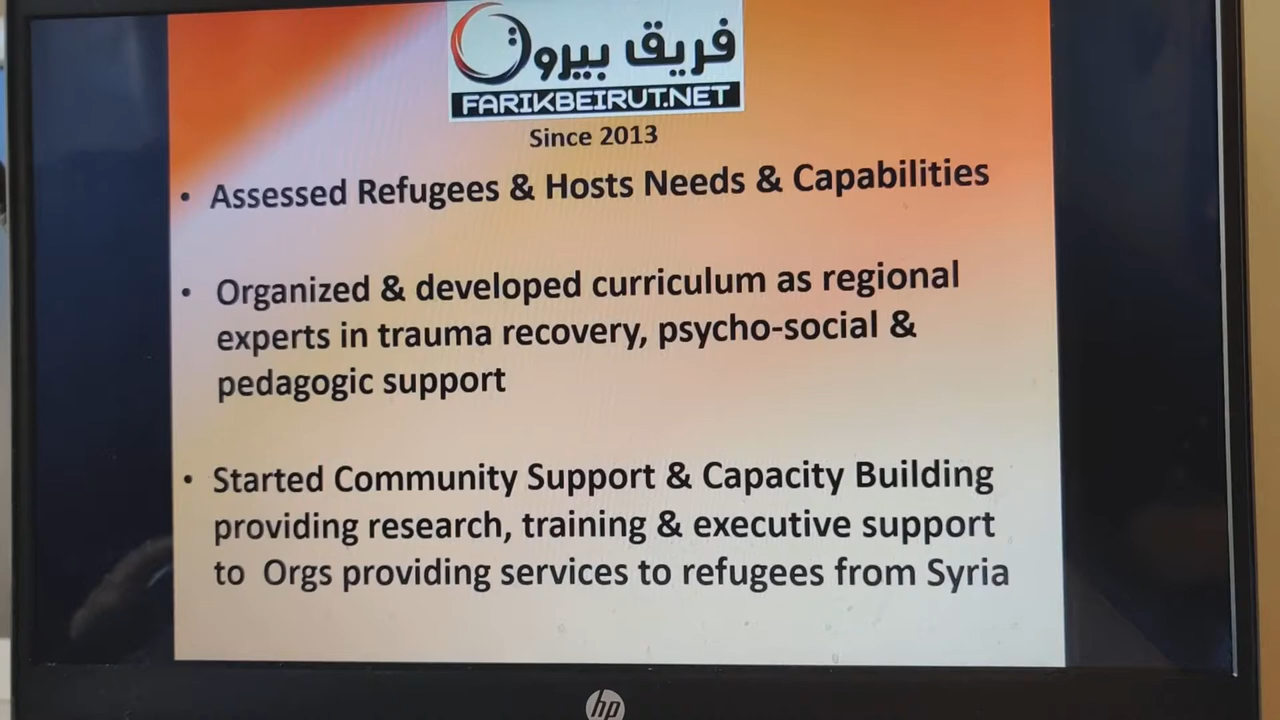 فريق بيروت
FARIKBEIRUT.NET
Since 2013
• Assessed Refugees & Hosts Needs & Capabilities
• Organized & developed curriculum as regional
experts in trauma recovery, psycho-social &
pedagogic support
• Started Community Support & Capacity Building
providing research, training & executive support
to Orgs providing services to refugees from Syria
hp